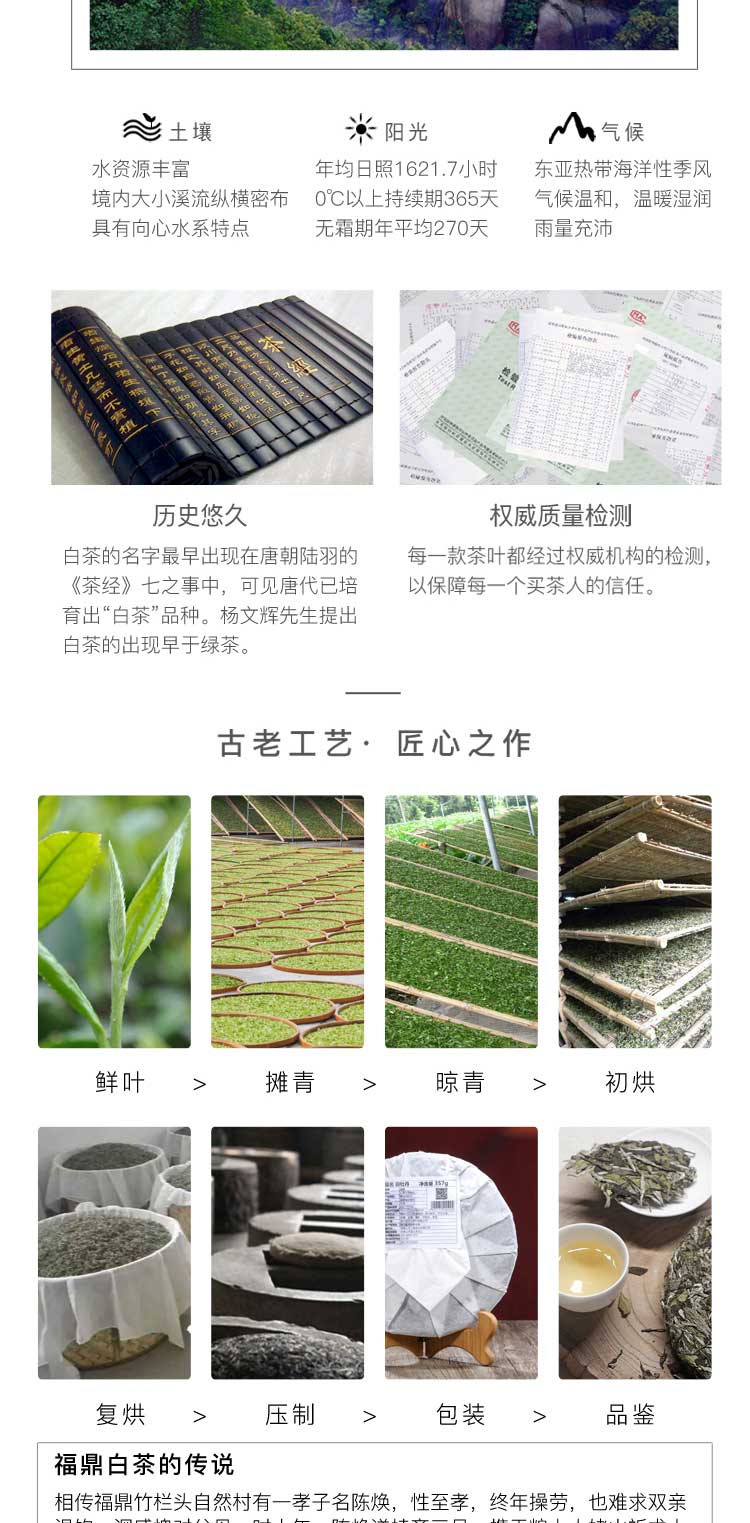 土壤
水资源丰富
境内大小溪流纵横密布
具有向心水系特点
阳光
年均日照1621.7小时
0℃以上持续期365天
无霜期年平均270天
气候
东亚热带海洋性季风
气候温和，温暖湿润
雨量充沛
茶經
历史悠久
白茶的名字最早出现在唐朝陆羽的
《茶经》七之事中，可见唐代已培
育出“白茶”品种。杨文辉先生提出
白茶的出现早于绿茶。
权威质量检测
每一款茶叶都经过权威机构的检测，
以保障每一个买茶人的信任。
古老工艺· 匠心之作
鲜叶 > 摊青 > 晾青 > 初烘
净含量 357g
复烘 > 压制 > 包装 > 品鉴
福鼎白茶的传说
相传福鼎竹栏头自然村有一孝子名陈焕，性至孝，终年操劳，也难求双亲